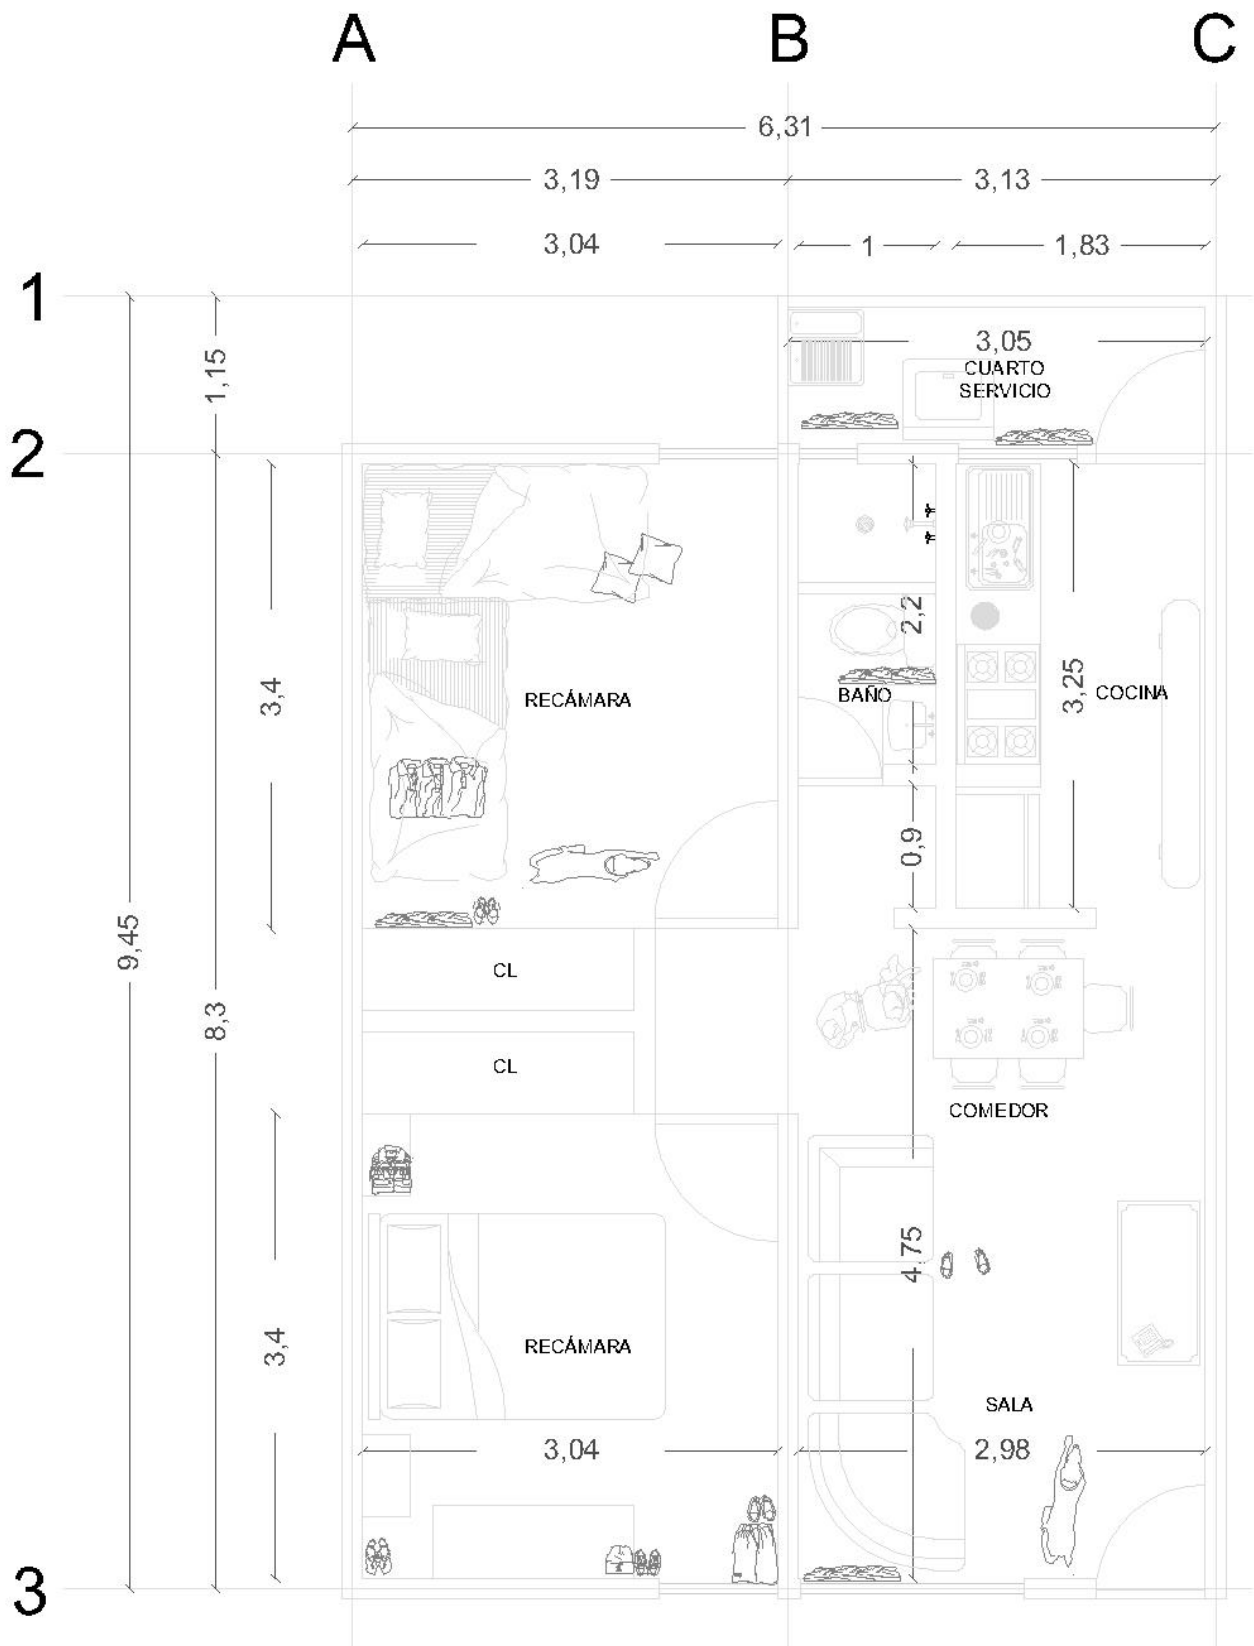 A B C
6,31
3,19 3,13
3,04 1 1,83
1
1,15
3,05
CUARTO
SERVICIO
2
2,2
3,4
RECÁMARA
BAÑO
3,25
COCINA
0,9
9,45
8,3
CL
CL
COMEDOR
4,75
3,4
RECÁMARA
SALA
3,04 2,98
3